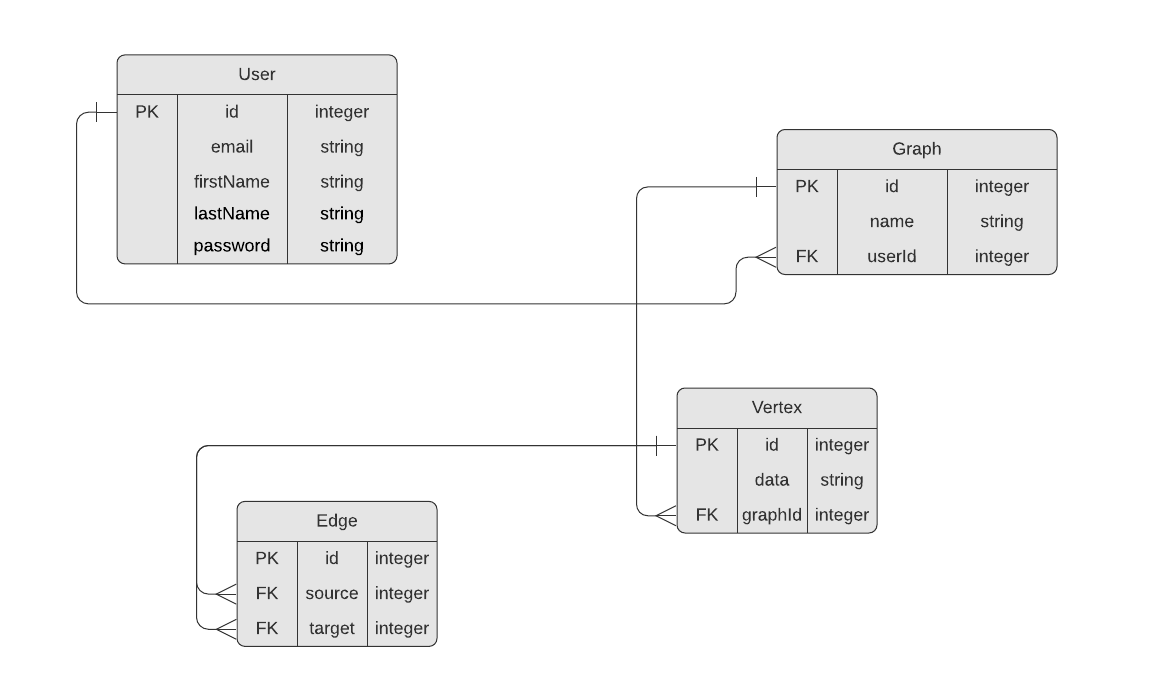 User
PK id integer
email string
firstName string
lastName string
password string
Graph
PK id integer
name string
FK userId integer
Vertex
PK id integer
data string
FK graphId integer
Edge
PK id integer
FK source integer
FK target integer